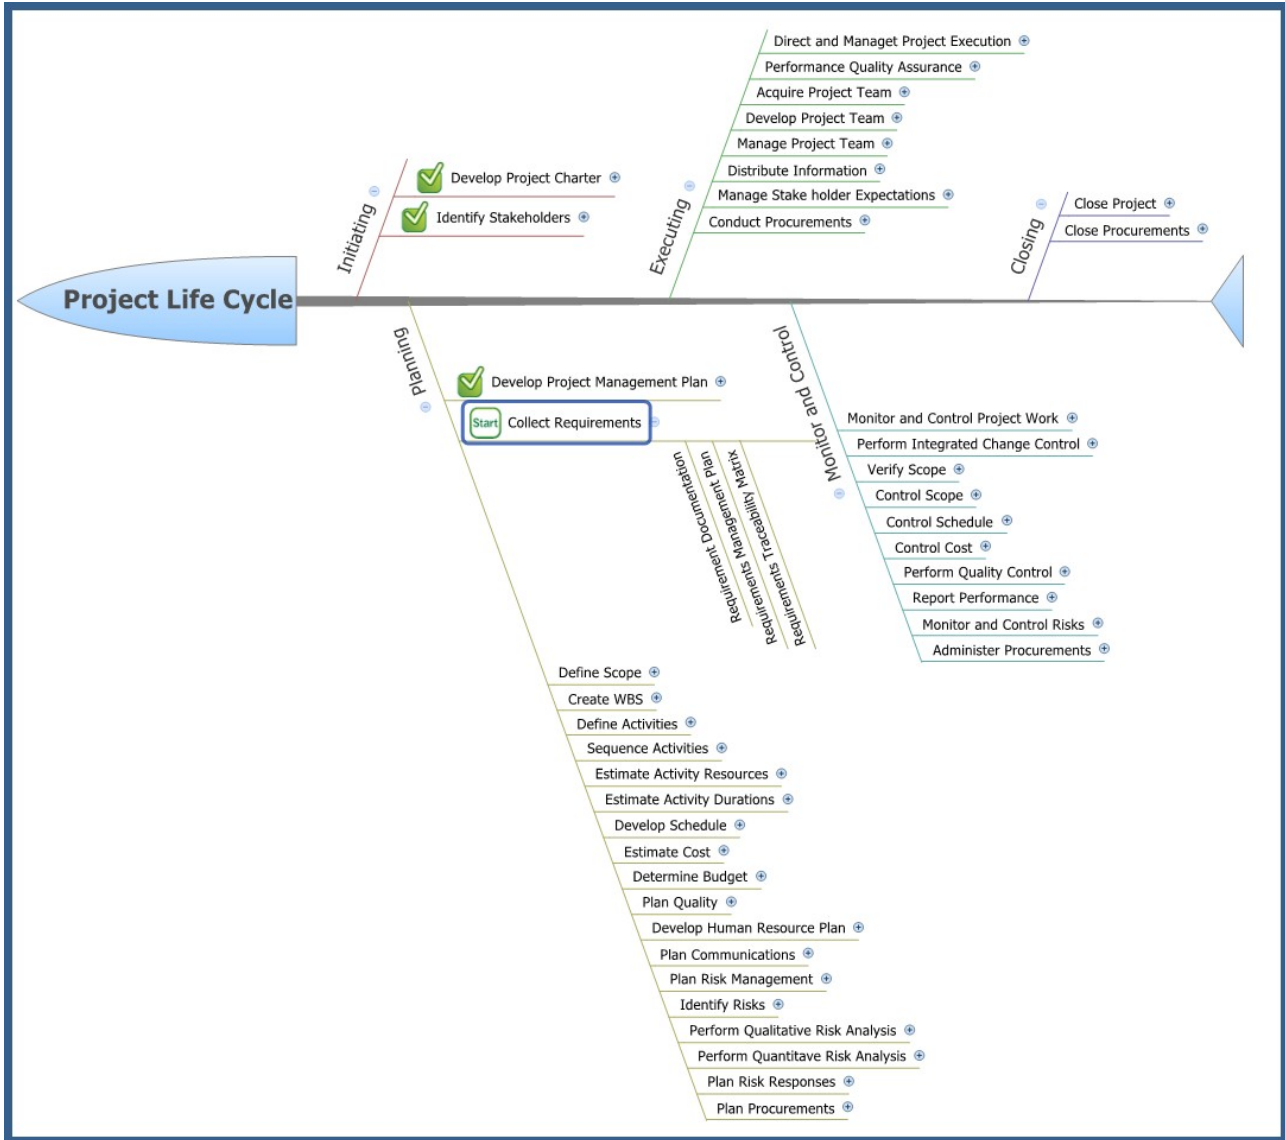 Project Life Cycle
Initiating
Develop Project Charter
Identify Stakeholders
Executing
Direct and Managet Project Execution
Performance Quality Assurance
Acquire Project Team
Develop Project Team
Manage Project Team
Distribute Information
Manage Stake holder Expectations
Conduct Procurements
Closing
Close Project
Close Procurements
Planning
Develop Project Management Plan
Start
Collect Requirements
Requirement Documentation
Requirements Management Plan
Requirements Traceability Matrix
Define Scope
Create WBS
Define Activities
Sequence Activities
Estimate Activity Resources
Estimate Activity Durations
Develop Schedule
Estimate Cost
Determine Budget
Plan Quality
Develop Human Resource Plan
Plan Communications
Plan Risk Management
Identify Risks
Perform Qualitative Risk Analysis
Perform Quantitave Risk Analysis
Plan Risk Responses
Plan Procurements
Monitor and Control
Monitor and Control Project Work
Perform Integrated Change Control
Verify Scope
Control Scope
Control Schedule
Control Cost
Perform Quality Control
Report Performance
Monitor and Control Risks
Administer Procurements